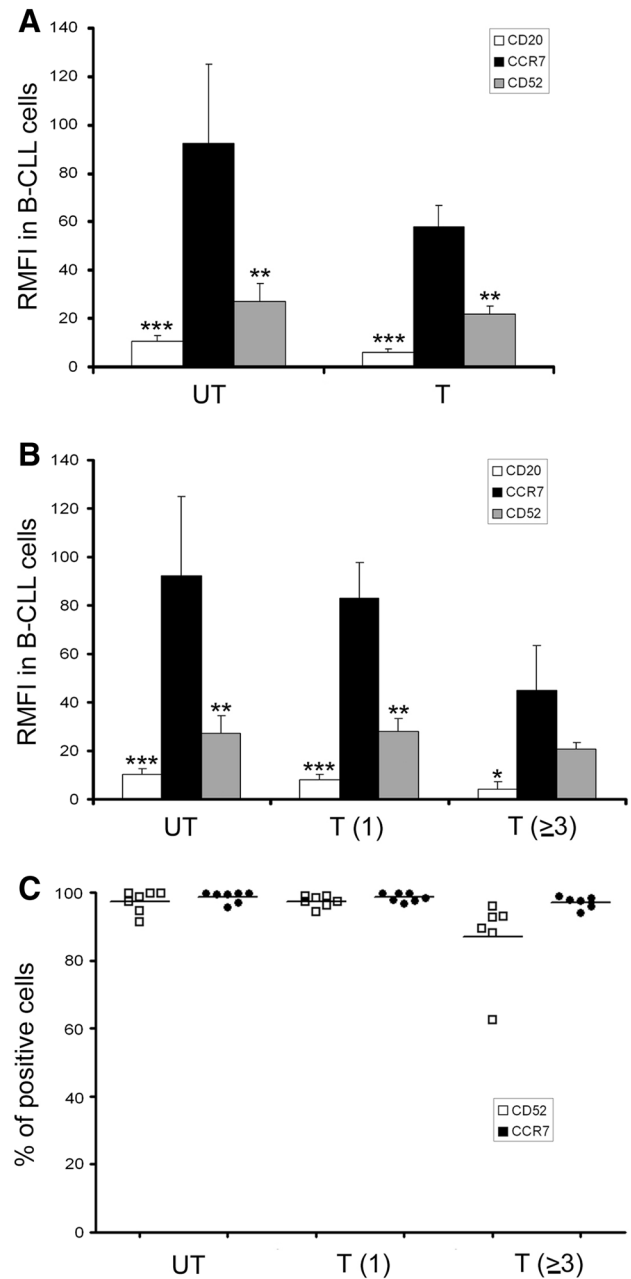 A
140
120
100
80
60
40
20
0
RMFI in B-CLL cells
CD20
CCR7
CD52
***
**
***
**
UT
T
B
140
120
100
80
60
40
20
0
RMFI in B-CLL cells
CD20
CCR7
CD52
***
**
***
**
*
UT
T (1)
T (≥3)
C
100
80
60
40
20
0
% of positive cells
CD52
CCR7
UT
T (1)
T (≥3)